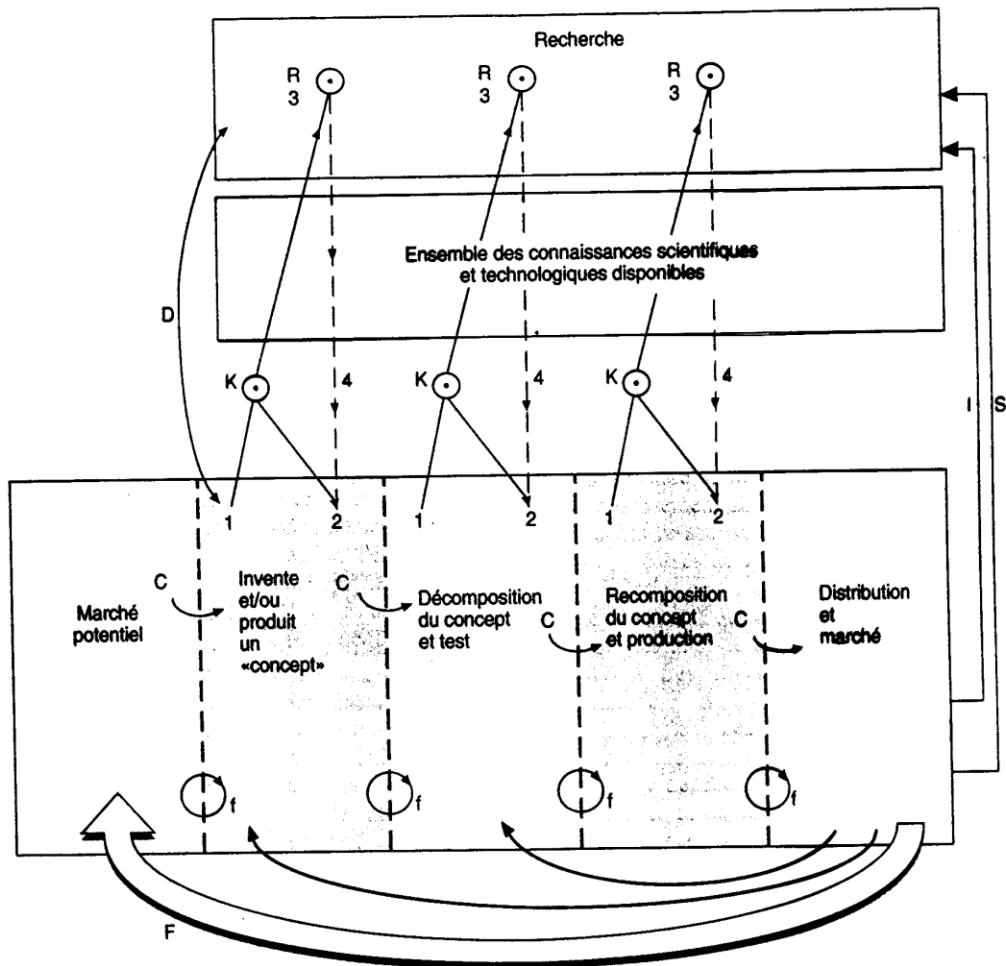 Recherche
R
3
R
3
R
3
Ensemble des connaissances scientifiques
et technologiques disponibles
D
K
4
K
4
K
4
I
S
1
2
1
2
1
2
C
C
C
C
Marché
potentiel
Invente
et/ou
produit
un
«concept»
Décomposition
du concept
et test
Recomposition
du concept
et production
Distribution
et
marché
f
f
f
f
F